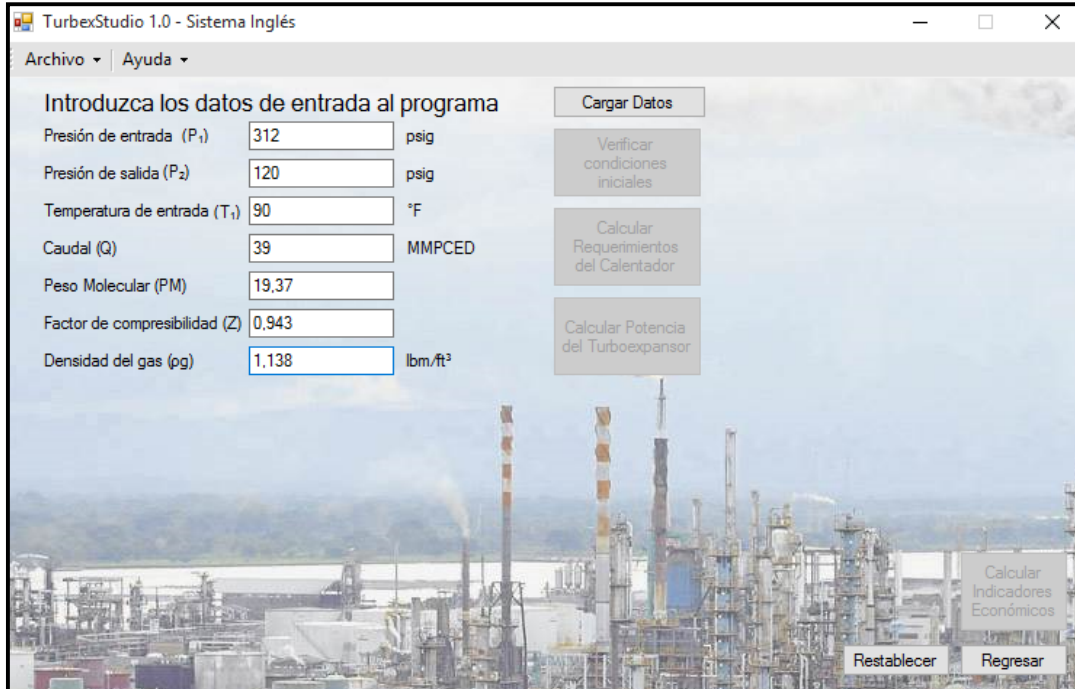 TurbexStudio 1.0 - Sistema Inglés
Archivo Ayuda
Introduzca los datos de entrada al programa
Presión de entrada (P₁) 312 psig
Presión de salida (P₂) 120 psig
Temperatura de entrada (T₁) 90 °F
Caudal (Q) 39 MMPCED
Peso Molecular (PM) 19,37
Factor de compresibilidad (Z) 0,943
Densidad del gas (ρg) 1,138 lbm/ft³
Cargar Datos
Verificar
condiciones
iniciales
Calcular
Requerimientos
del Calentador
Calcular Potencia
del Turboexpansor
Calcular
Indicadores
Económicos
Restablecer Regresar